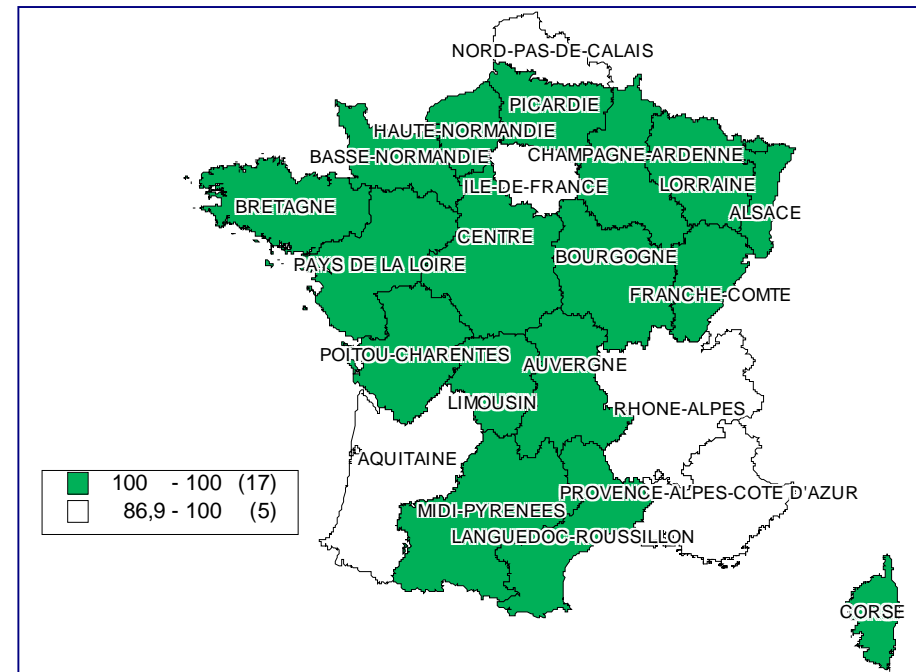 NORD-PAS-DE-CALAIS
PICARDIE
HAUTE-NORMANDIE
BASSE-NORMANDIE
CHAMPAGNE-ARDENNE
ILE-DE-FRANCE
LORRAINE
BRETAGNE
ALSACE
CENTRE
BOURGOGNE
PAYS DE LA LOIRE
FRANCHE-COMTE
POITOU-CHARENTES
AUVERGNE
LIMOUSIN
RHONE-ALPES
AQUITAINE
100 - 100 (17)
86,9 - 100 (5)
PROVENCE-ALPES-COTE D'AZUR
MIDI-PYRENEES
LANGUEDOC-ROUSSILLON
CORSE